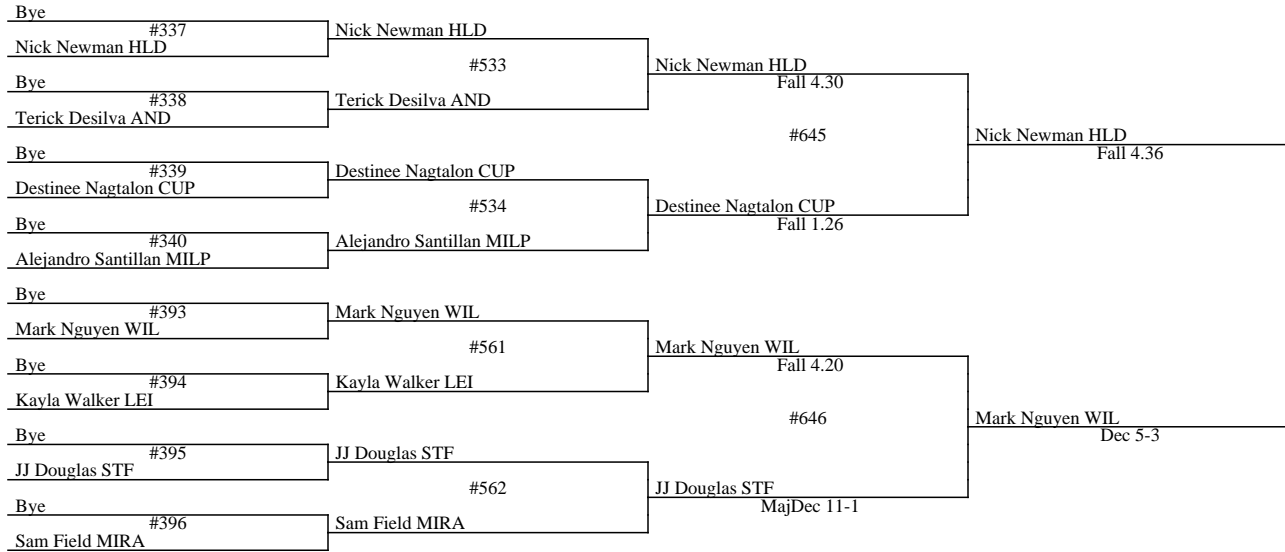 Bye
#337
Nick Newman HLD
Nick Newman HLD
#533
Bye
#338
Terick Desilva AND
Terick Desilva AND
Nick Newman HLD
Fall 4.30
#645
Bye
#339
Destinee Nagtalon CUP
Destinee Nagtalon CUP
#534
Bye
#340
Alejandro Santillan MILP
Alejandro Santillan MILP
Destinee Nagtalon CUP
Fall 1.26
Nick Newman HLD
Fall 4.36
Bye
#393
Mark Nguyen WIL
Mark Nguyen WIL
#561
Bye
#394
Kayla Walker LEI
Kayla Walker LEI
Mark Nguyen WIL
Fall 4.20
#646
Bye
#395
JJ Douglas STF
JJ Douglas STF
#562
Bye
#396
Sam Field MIRA
Sam Field MIRA
JJ Douglas STF
MajDec 11-1
Mark Nguyen WIL
Dec 5-3